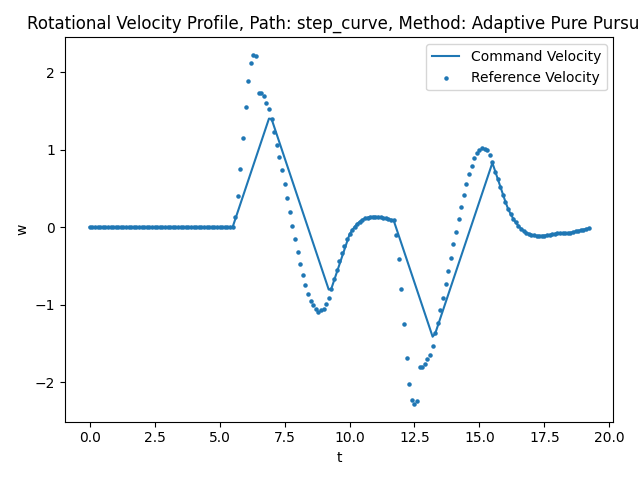 Rotational Velocity Profile, Path: step_curve, Method: Adaptive Pure Pursu
Command Velocity
Reference Velocity
w
2
1
0
−1
−2
0.0 2.5 5.0 7.5 10.0 12.5 15.0 17.5 20.0
t